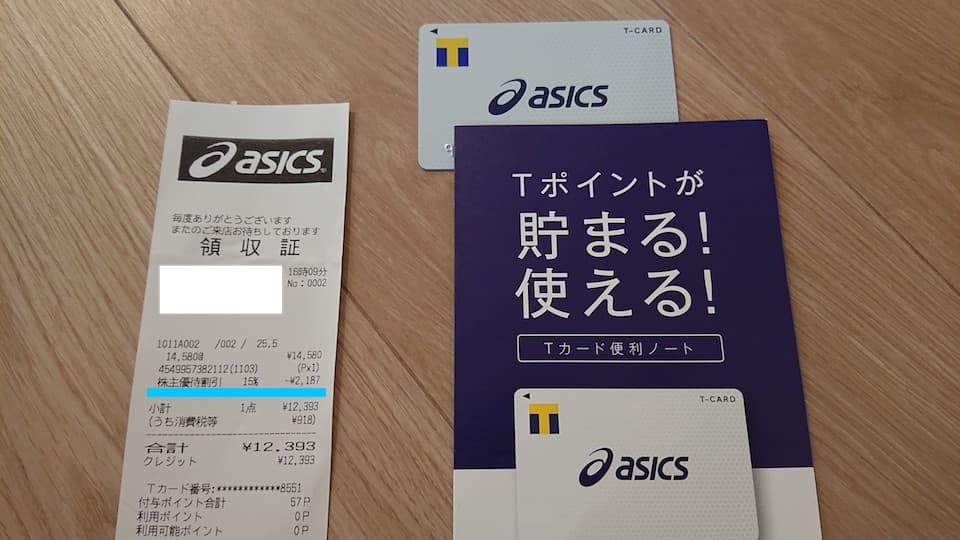 asics
毎度ありがとうございます
またのご来店お待ちしております
領収証
16時09分
No:0002
1011A002 /002 / 25.5
14,580@ ¥14,580
4549957382112(1103) (Px1)
株主優待割引 15% -¥2,187
小計 1点 ¥12,393
(うち消費税等 ¥918)
合計 ¥12,393
クレジット ¥12,393
Tカード番号:************8551
付与ポイント合計 57P
利用ポイント 0P
利用可能ポイント 0P
T-CARD
T
asics
Tポイントが
貯まる!
使える!
Tカード便利ノート
T-CARD
T
asics